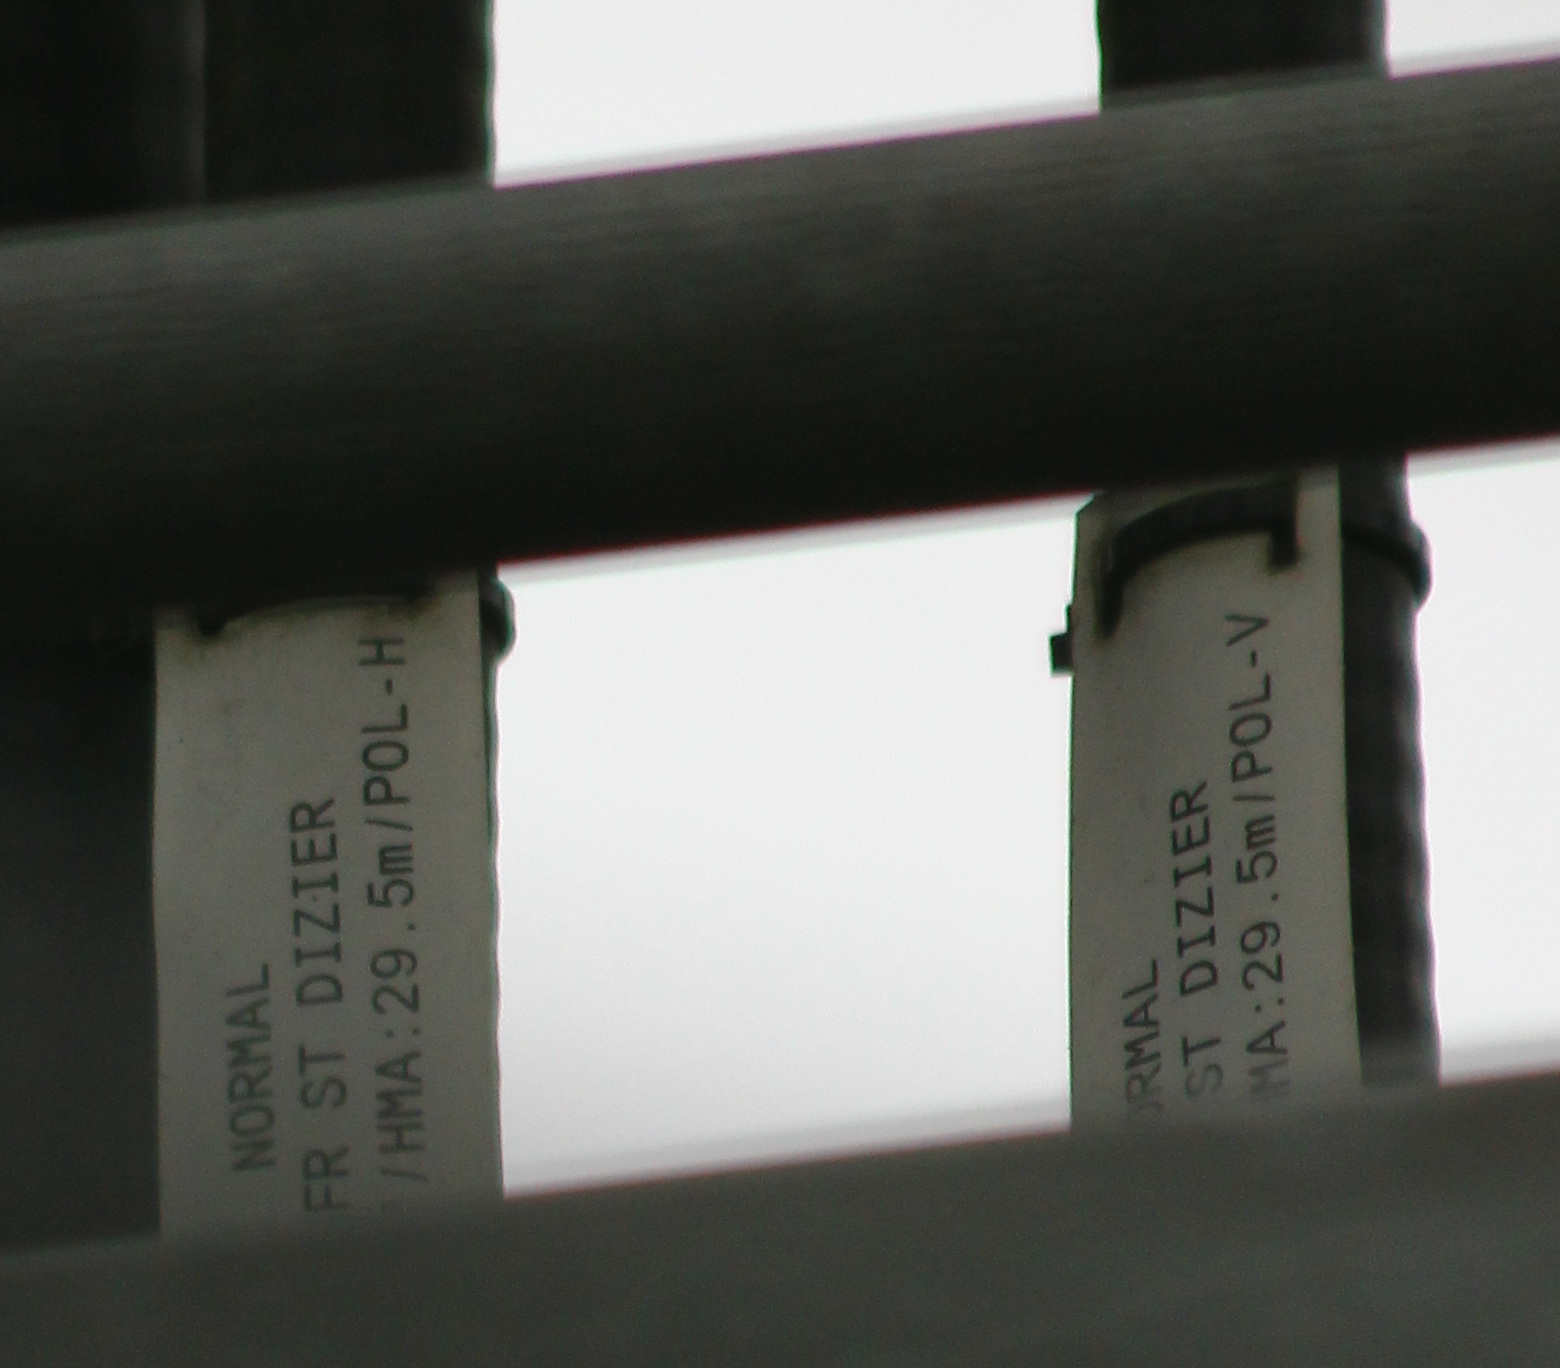 NORMAL
FR ST DIZIER
/HMA:29.5m/POL-H
RMAL
ST DIZIER
MA:29.5m/POL-V